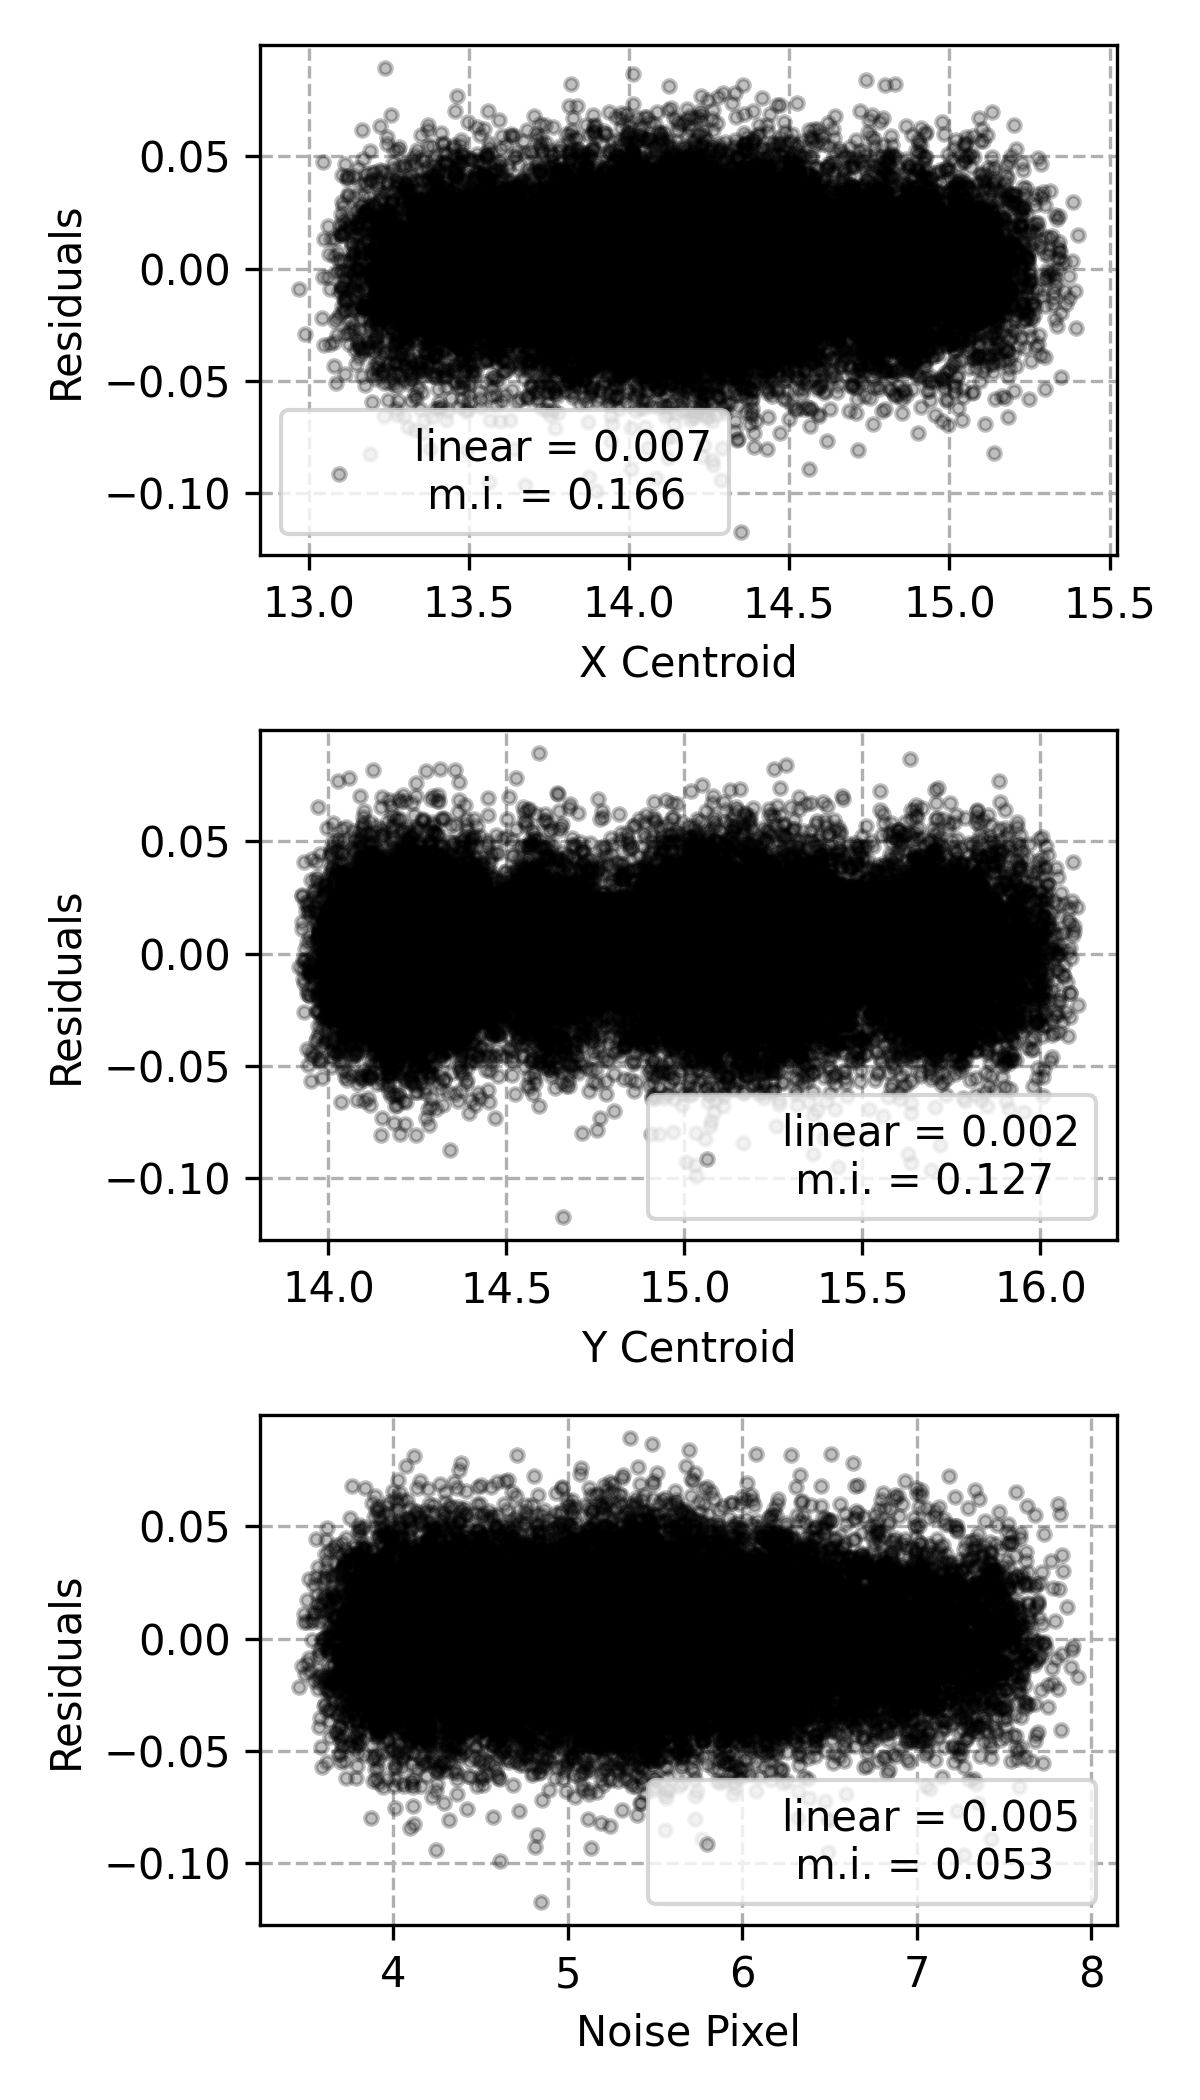 0.05
0.00
−0.05
−0.10
Residuals
linear = 0.007
m.i. = 0.166
13.0 13.5 14.0 14.5 15.0 15.5
X Centroid
0.05
0.00
−0.05
−0.10
Residuals
linear = 0.002
m.i. = 0.127
14.0 14.5 15.0 15.5 16.0
Y Centroid
0.05
0.00
−0.05
−0.10
Residuals
linear = 0.005
m.i. = 0.053
4 5 6 7 8
Noise Pixel